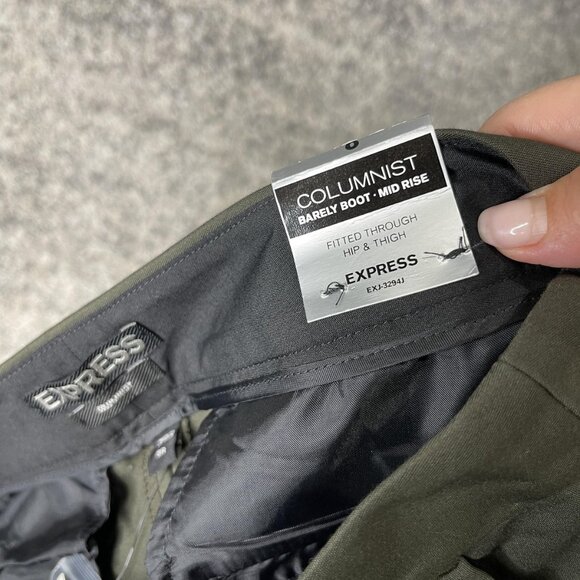 COLUMNIST
BARELY BOOT • MID RISE
FITTED THROUGH
HIP & THIGH
EXPRESS
EXJ-3294J
EXPRESS